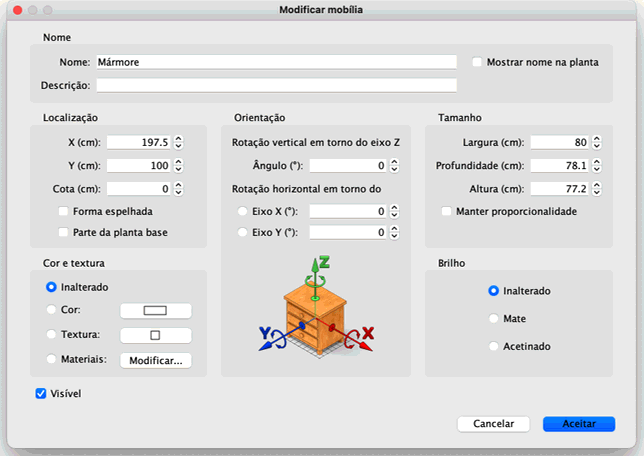 Modificar mobília
Nome
Nome: Mármore
Mostrar nome na planta
Descrição:
Localização
X (cm): 197.5
Y (cm): 100
Cota (cm): 0
Forma espelhada
Parte da planta base
Orientação
Rotação vertical em torno do eixo Z
Ângulo (°): 0
Rotação horizontal em torno do
Eixo X (°): 0
Eixo Y (°): 0
Tamanho
Largura (cm): 80
Profundidade (cm): 78.1
Altura (cm): 77.2
Manter proporcionalidade
Cor e textura
Inalterado
Cor:
Textura:
Materiais: Modificar...
Z
Y
X
Brilho
Inalterado
Mate
Acetinado
Visível
Cancelar
Aceitar